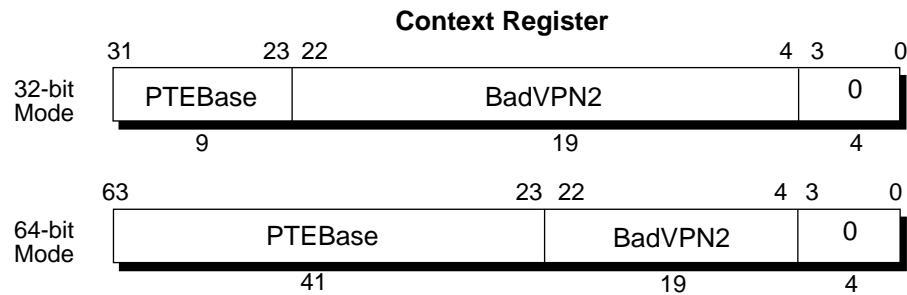 Context Register
31 23 22 4 3 0
32-bit
Mode
PTEBase BadVPN2 0
9 19 4
63 23 22 4 3 0
64-bit
Mode
PTEBase BadVPN2 0
41 19 4